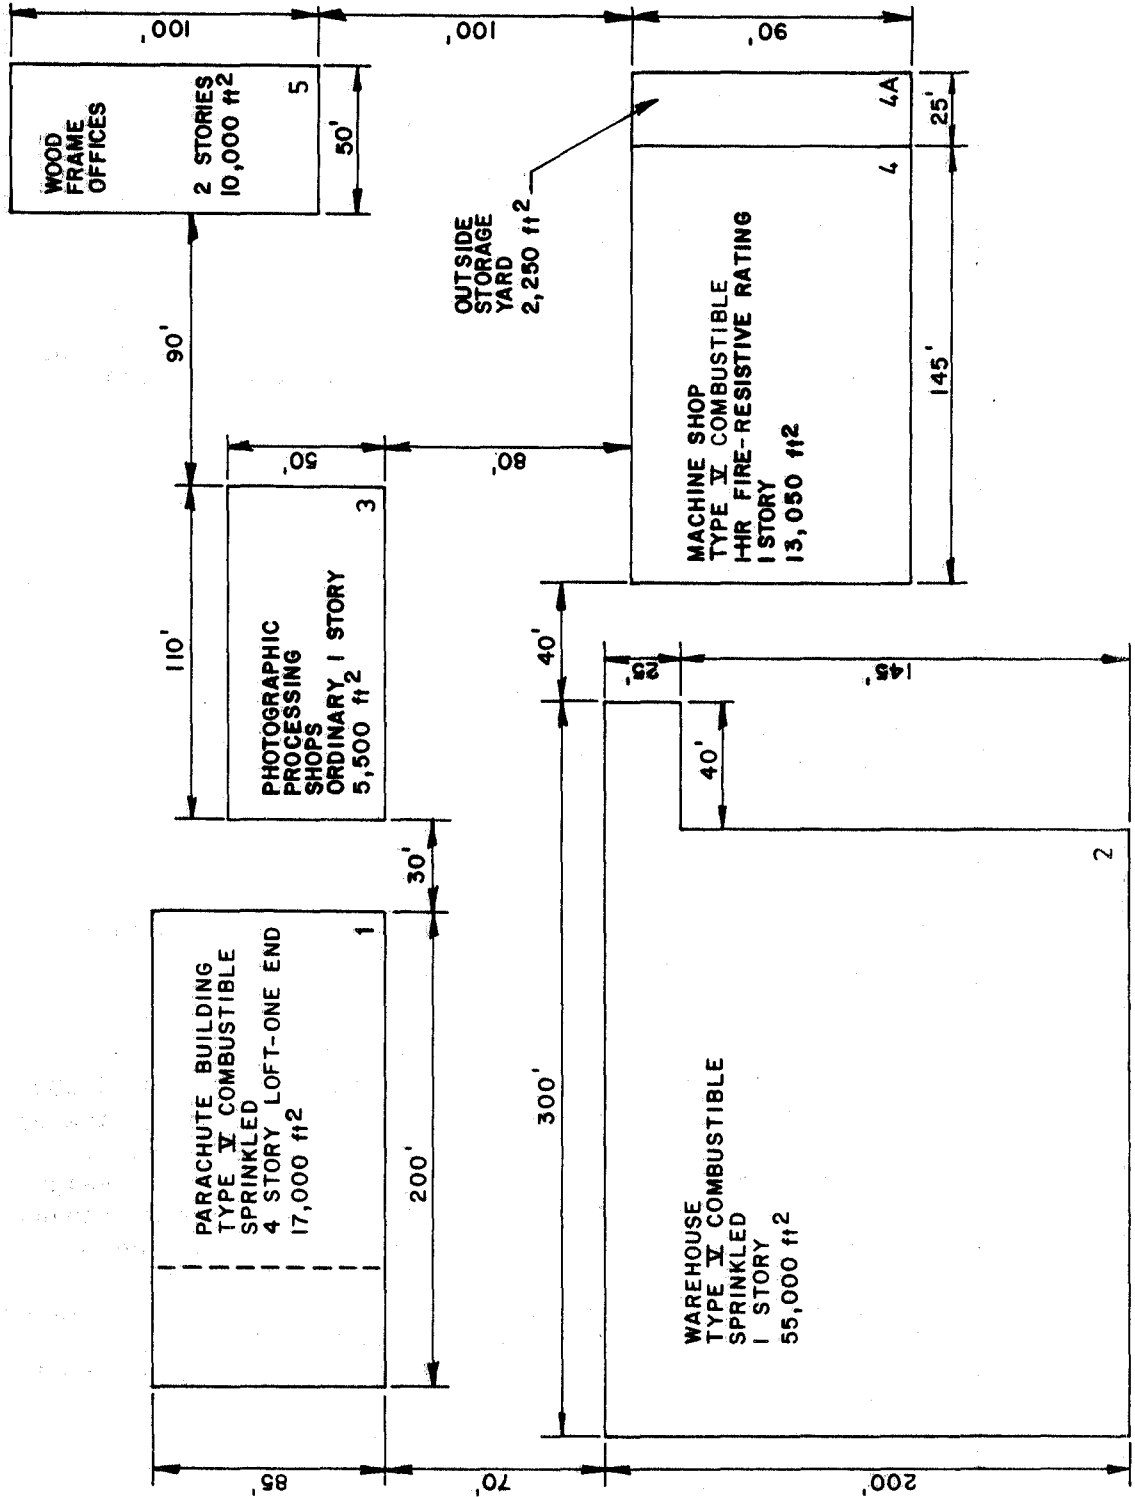 85'
70'
200'
PARACHUTE BUILDING
TYPE V COMBUSTIBLE
SPRINKLED
4 STORY LOFT-ONE END
17,000 ft2
1
200'
30'
110'
PHOTOGRAPHIC
PROCESSING
SHOPS
ORDINARY 1 STORY
5,500 ft2
3
50'
80'
90'
WOOD
FRAME
OFFICES
2 STORIES
10,000 ft2
5
50'
100'
100'
90'
300'
40'
WAREHOUSE
TYPE V COMBUSTIBLE
SPRINKLED
1 STORY
55,000 ft2
2
40'
25'
145'
OUTSIDE
STORAGE
YARD
2,250 ft2
MACHINE SHOP
TYPE V COMBUSTIBLE
1-HR FIRE-RESISTIVE RATING
1 STORY
13,050 ft2
4
4A
145'
25'